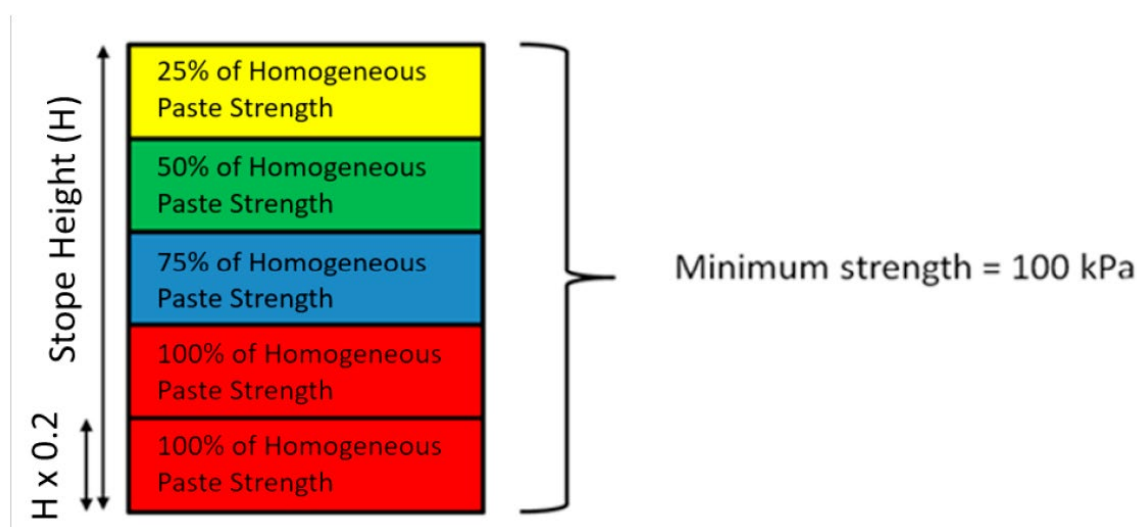 Stope Height (H)
H x 0.2
25% of Homogeneous
Paste Strength
50% of Homogeneous
Paste Strength
75% of Homogeneous
Paste Strength
100% of Homogeneous
Paste Strength
100% of Homogeneous
Paste Strength
Minimum strength = 100 kPa